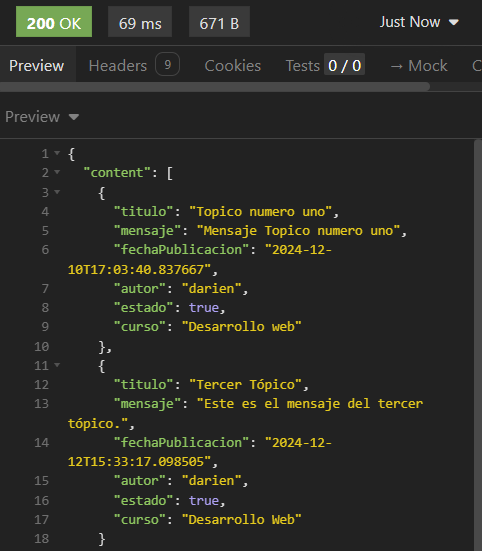 200 OK 69 ms 671 B Just Now
Preview Headers 9 Cookies Tests 0 / 0 → Mock
Preview
1 {
2 "content": [
3 {
4 "titulo": "Topico numero uno",
5 "mensaje": "Mensaje Topico numero uno",
6 "fechaPublicacion": "2024-12-
10T17:03:40.837667",
7 "autor": "darien",
8 "estado": true,
9 "curso": "Desarrollo web"
10 },
11 {
12 "titulo": "Tercer Tópico",
13 "mensaje": "Este es el mensaje del tercer
tópico.",
14 "fechaPublicacion": "2024-12-
12T15:33:17.098505",
15 "autor": "darien",
16 "estado": true,
17 "curso": "Desarrollo Web"
18 }